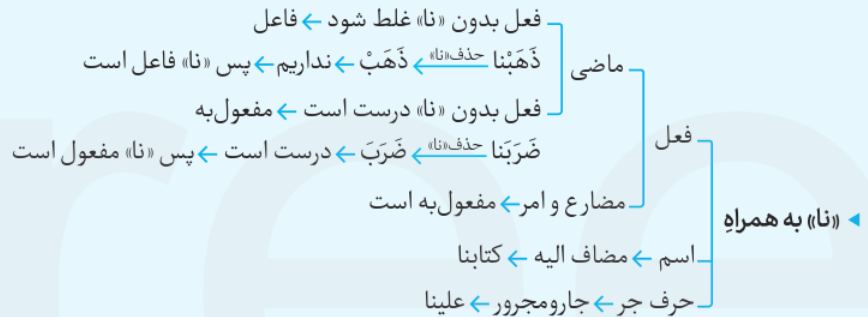 فعل بدون «نا» غلط شود ← فاعل
ماضی
ذَهَبْنا حذف«نا» ← ذَهَبْ ← نداریم ← پس «نا» فاعل است
فعل بدون «نا» درست است ← مفعول‌به
فعل
ضَرَبَنا حذف«نا» ← ضَرَبَ ← درست است ← پس «نا» مفعول است
مضارع و امر ← مفعول‌به است
«نا» به همراهِ
اسم ← مضاف الیه ← کتابنا
حرف جر ← جارومجرور ← علینا